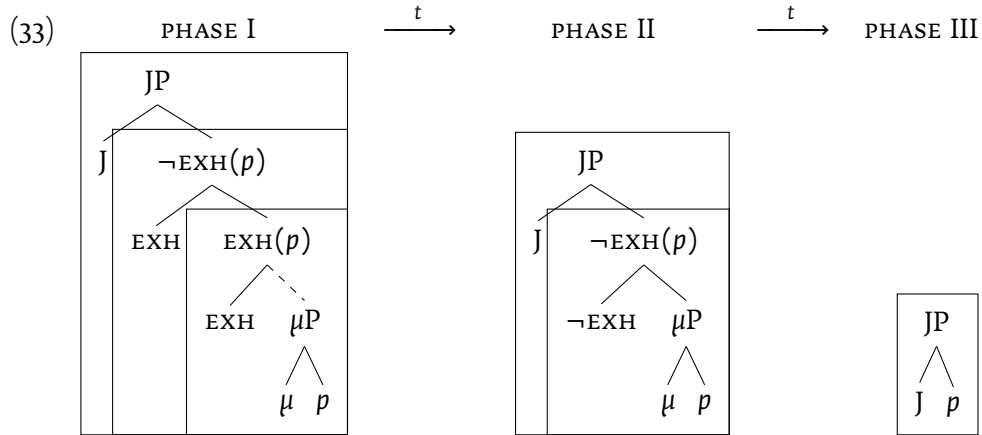 (33) PHASE I t PHASE II t PHASE III
JP
J ¬EXH(p) JP
EXH EXH(p) J ¬EXH(p)
EXH μP ¬EXH μP JP
μ p μ p J p